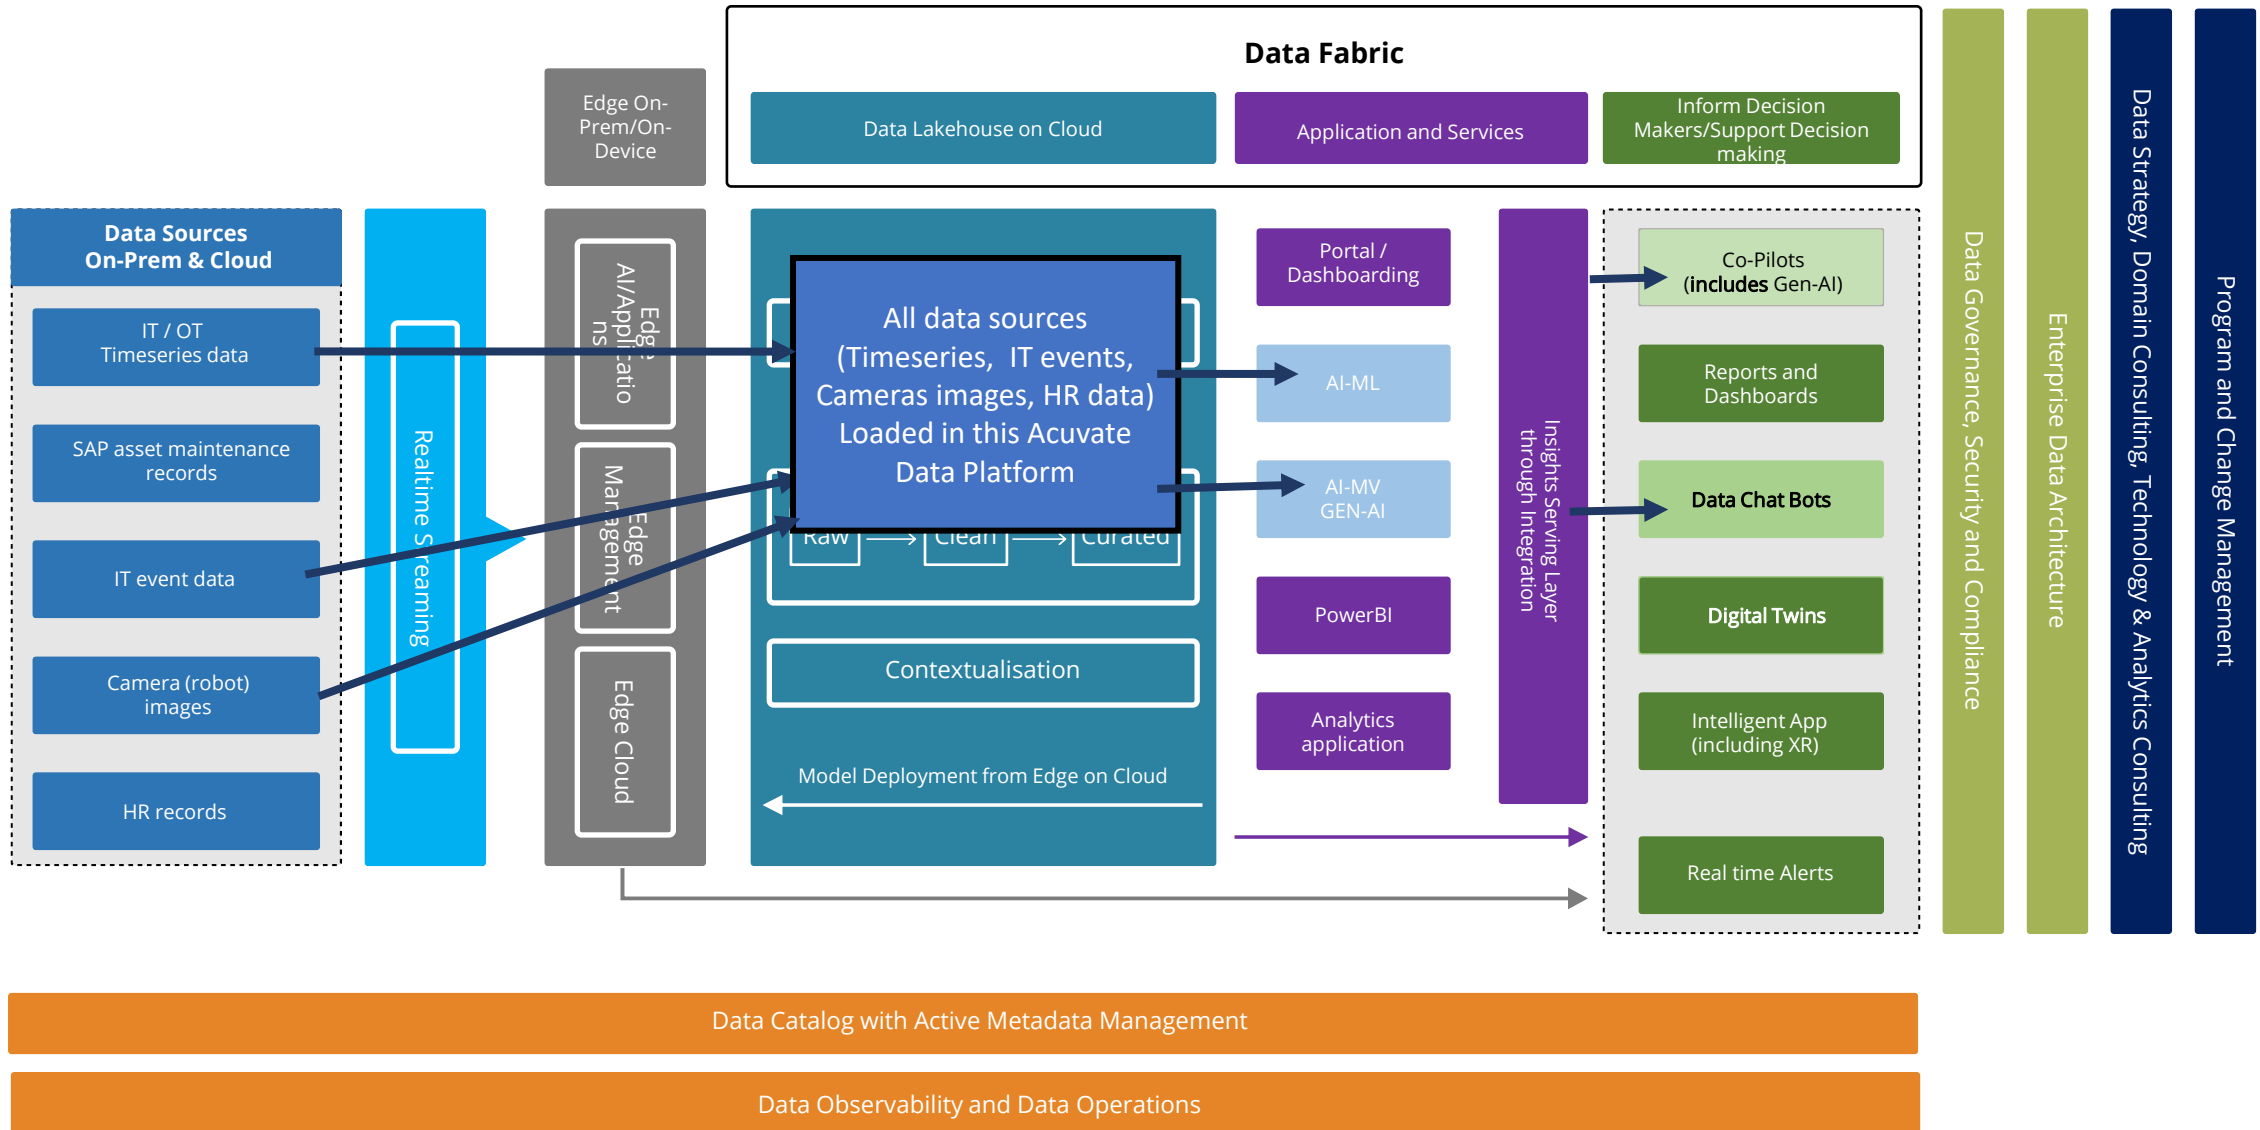 Data Fabric
Edge On-
Prem/On-
Device
Data Lakehouse on Cloud
Application and Services
Inform Decision
Makers/Support Decision
making
Data Sources
On-Prem & Cloud
IT / OT
Timeseries data
SAP asset maintenance
records
IT event data
Camera (robot)
images
HR records
Realtime Sreaming
Edge
AI/Applicatio
ns
Edge
Management
Edge Cloud
All data sources
(Timeseries,  IT events,
Cameras images, HR data)
Loaded in this Acuvate
Data Platform
Raw
Clean
Curated
Contextualisation
Model Deployment from Edge on Cloud
Portal /
Dashboarding
AI-ML
AI-MV
GEN-AI
PowerBI
Analytics
application
Insights Serving Layer
through Integration
Co-Pilots
(includes Gen-AI)
Reports and
Dashboards
Data Chat Bots
Digital Twins
Intelligent App
(including XR)
Real time Alerts
Data Governance, Security and Compliance
Enterprise Data Architecture
Data Strategy, Domain Consulting, Technology & Analytics Consulting
Program and Change Management
Data Catalog with Active Metadata Management
Data Observability and Data Operations